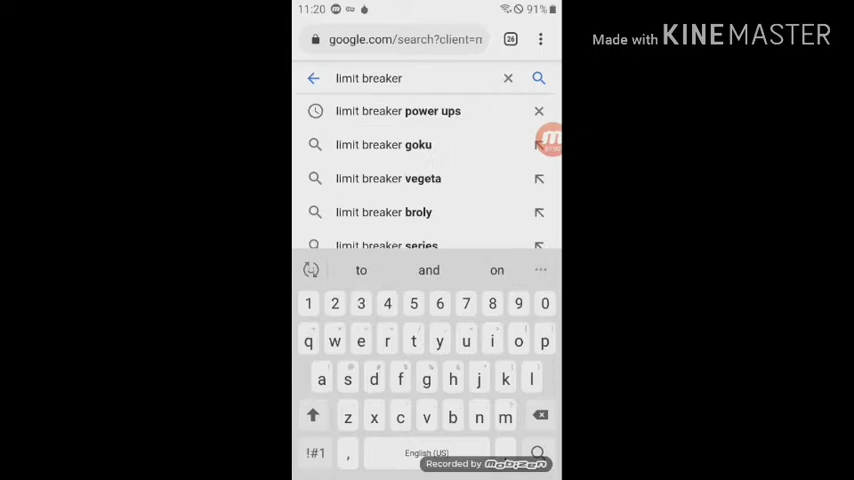 11:20 91%
Made with KINEMASTER
google.com/search?client=m
26
limit breaker
limit breaker power ups
limit breaker goku
limit breaker vegeta
limit breaker broly
limit breaker series
to and on
1 2 3 4 5 6 7 8 9 0
q w e r t y u i o p
a s d f g h j k l
z x c v b n m
!#1 , English (US)
Recorded by mobizen